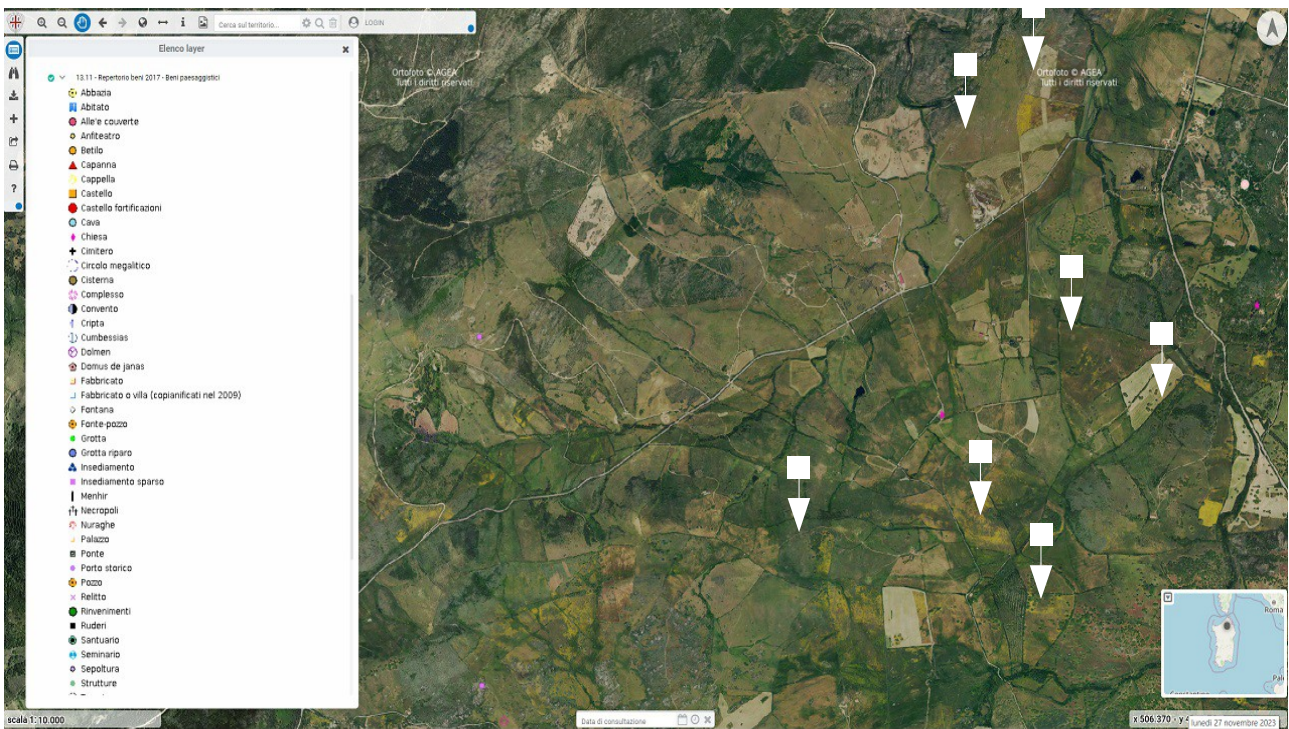 i
Cerca sul territorio...
LOGIN
Elenco layer
Ortofoto © AGEA
Tutti i diritti riservati
Ortofoto © AGEA
Tutti i diritti riservati
13.11 - Repertorio beni 2017 - Beni paesaggistici
Abbazia
Abitato
Alle'e couverte
Anfiteatro
Betilo
Capanna
Cappella
Castello
Castello fortificazioni
Cava
Chiesa
Cimitero
Circolo megalitico
Cisterna
Complesso
Convento
Cripta
Cumbessias
Dolmen
Domus de janas
Fabbricato
Fabbricato o villa (copianificati nel 2009)
Fontana
Fonte-pozzo
Grotta
Grotta riparo
Insediamento
Insediamento sparso
Menhir
Necropoli
Nuraghe
Palazzo
Ponte
Porto storico
Pozzo
Relitto
Rinvenimenti
Ruderi
Santuario
Seminario
Sepoltura
Strutture
Roma
scala 1:10.000
Data di consultazione
x 506.370 - y 4
lunedì 27 novembre 2023